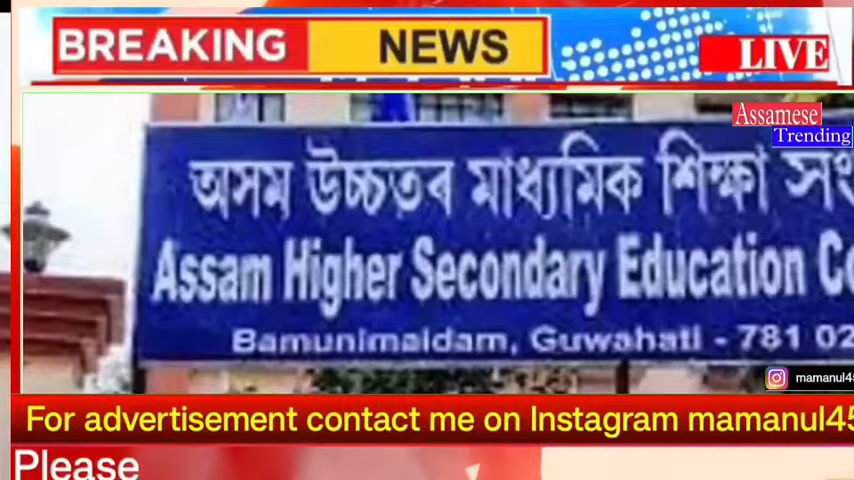 BREAKING NEWS
LIVE
Assamese
Trending
অসম উচ্চতৰ মাধ্যমিক শিক্ষা
Assam Higher Secondary Education
Bamunimaidam, Guwahati - 781
mamanul45
For advertisement contact me on Instagram mamanul45
Please